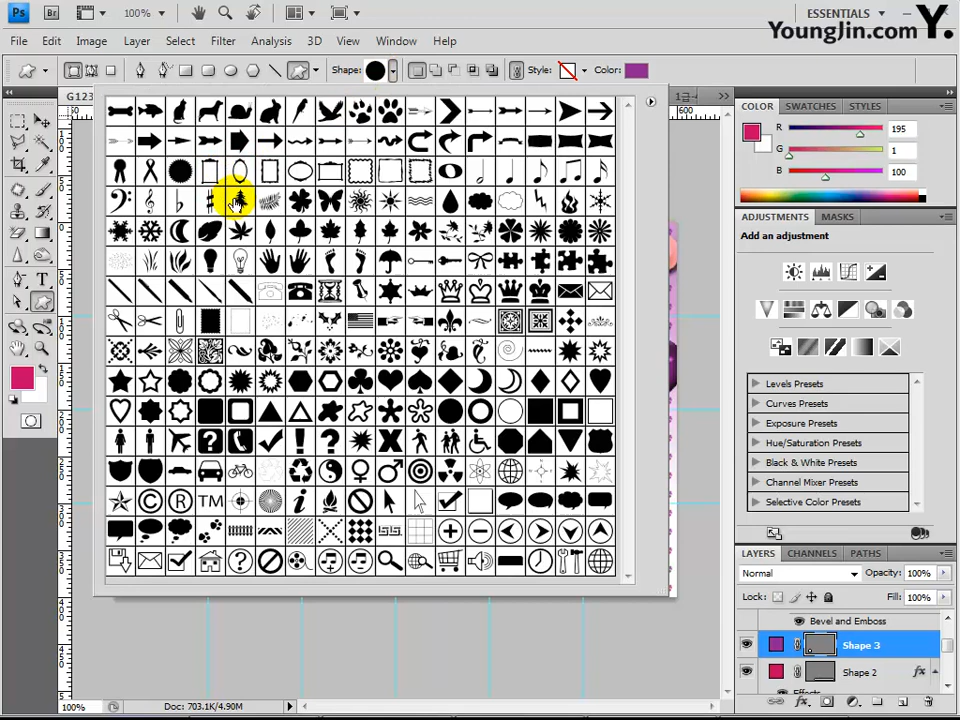 Ps Br 100% ESSENTIALS
YoungJin.com Y.
File Edit Image Layer Select Filter Analysis 3D View Window Help
Shape: Style: Color:
G123
600
COLOR SWATCHES STYLES
R 195
G 1
B 100
ADJUSTMENTS MASKS
Add an adjustment
Levels Presets
Curves Presets
Exposure Presets
Hue/Saturation Presets
Black & White Presets
Channel Mixer Presets
Selective Color Presets
LAYERS CHANNELS PATHS
Normal Opacity: 100%
Lock: Fill: 100%
Bevel and Emboss
Shape 3
Shape 2 fx
Effects
100% Doc: 703.1K/4.90M